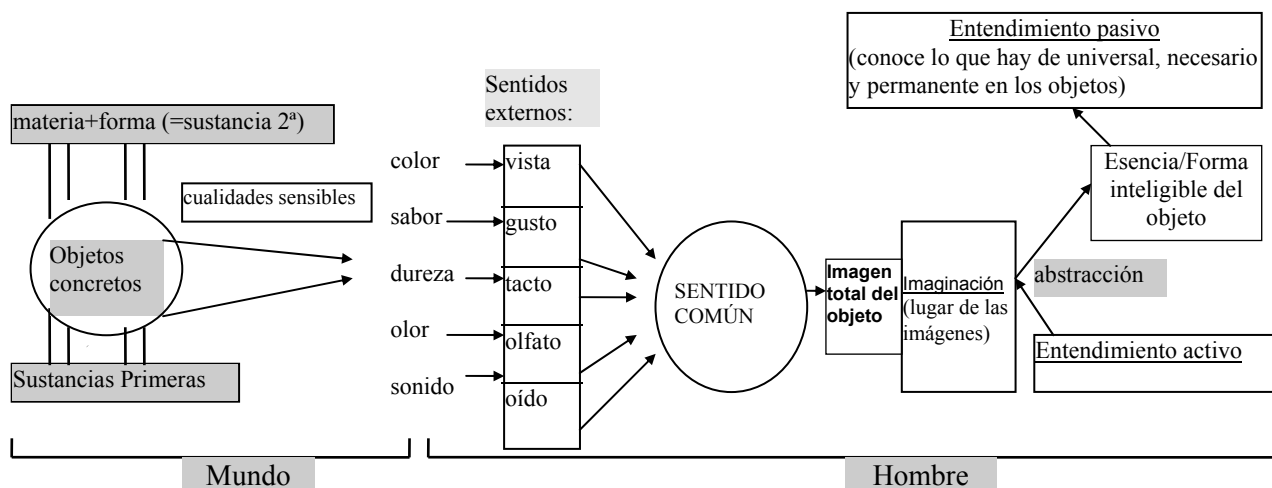 materia+forma (=sustancia 2ª)
Objetos
concretos
Sustancias Primeras
cualidades sensibles
color
sabor
dureza
olor
sonido
Sentidos
externos:
vista
gusto
tacto
olfato
oído
SENTIDO
COMÚN
Imagen
total del
objeto
Imaginación
(lugar de las
imágenes)
Entendimiento pasivo
(conoce lo que hay de universal, necesario
y permanente en los objetos)
Esencia/Forma
inteligible del
objeto
abstracción
Entendimiento activo
Mundo
Hombre